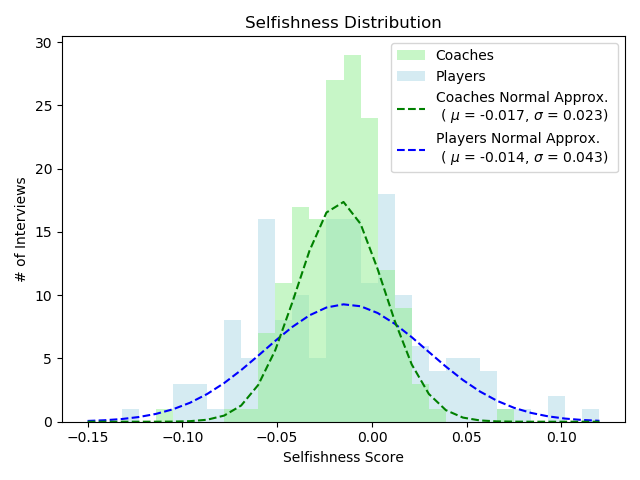 Selfishness Distribution
30
25
20
15
10
5
0
# of Interviews
Coaches
Players
Coaches Normal Approx.
( μ = -0.017, σ = 0.023)
Players Normal Approx.
( μ = -0.014, σ = 0.043)
−0.15 −0.10 −0.05 0.00 0.05 0.10
Selfishness Score